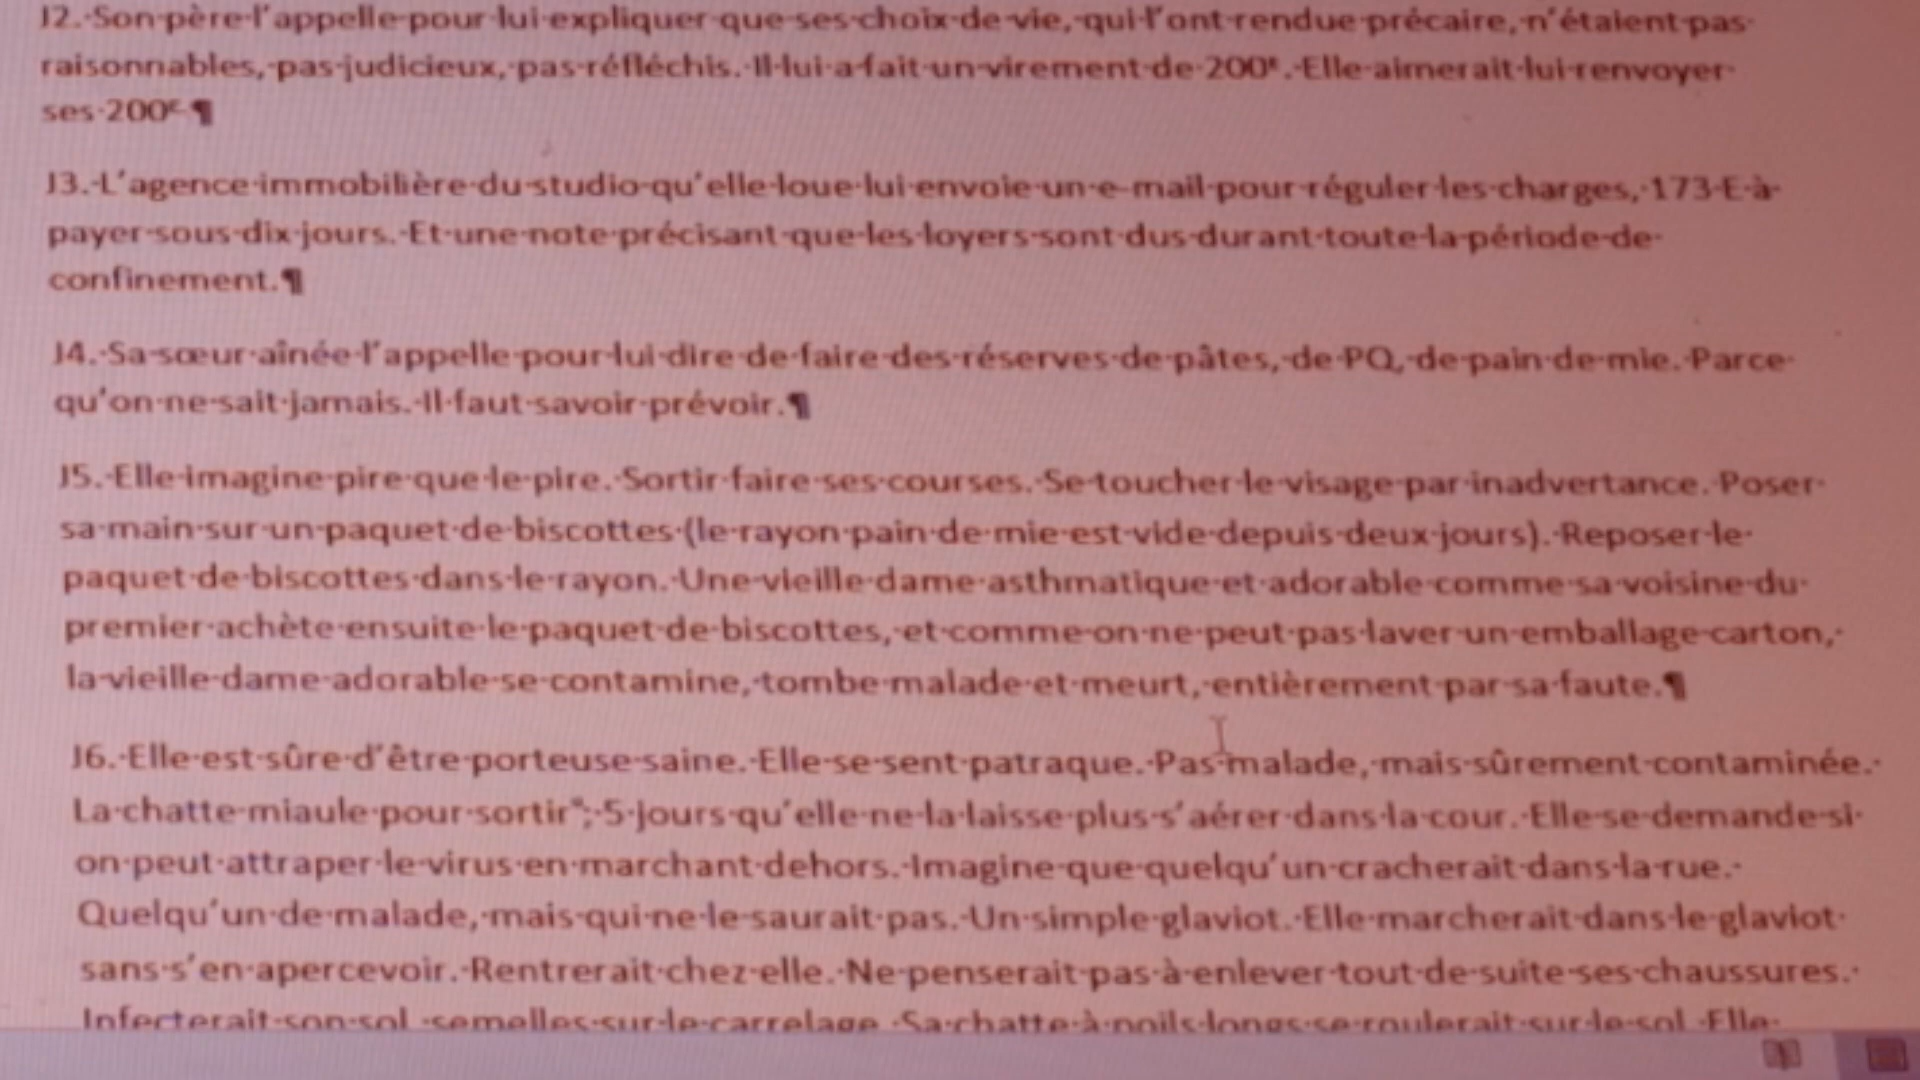 J2. Son père l'appelle pour lui expliquer que ses choix de vie, qui l'ont rendue précaire, n'étaient pas
raisonnables, pas judicieux, pas réfléchis. Il lui a fait un virement de 200€. Elle aimerait lui renvoyer
ses 200€ ¶
J3. L'agence immobilière du studio qu'elle loue lui envoie un e-mail pour réguler les charges, 173 E à
payer sous dix jours. Et une note précisant que les loyers sont dus durant toute la période de
confinement.¶
J4. Sa sœur aînée l'appelle pour lui dire de faire des réserves de pâtes, de PQ, de pain de mie. Parce
qu'on ne sait jamais. Il faut savoir prévoir.¶
J5. Elle imagine pire que le pire. Sortir faire ses courses. Se toucher le visage par inadvertance. Poser
sa main sur un paquet de biscottes (le rayon pain de mie est vide depuis deux jours). Reposer le
paquet de biscottes dans le rayon. Une vieille dame asthmatique et adorable comme sa voisine du
premier achète ensuite le paquet de biscottes, et comme on ne peut pas laver un emballage carton,
la vieille dame adorable se contamine, tombe malade et meurt, entièrement par sa faute.¶
J6. Elle est sûre d'être porteuse saine. Elle se sent patraque. Pas malade, mais sûrement contaminée.
La chatte miaule pour sortir°; 5 jours qu'elle ne la laisse plus s'aérer dans la cour. Elle se demande si
on peut attraper le virus en marchant dehors. Imagine que quelqu'un cracherait dans la rue.
Quelqu'un de malade, mais qui ne le saurait pas. Un simple glaviot. Elle marcherait dans le glaviot
sans s'en apercevoir. Rentrerait chez elle. Ne penserait pas à enlever tout de suite ses chaussures.
Infecterait son sol, semelles sur le carrelage. Sa chatte à poils longs se roulerait sur le sol. Elle